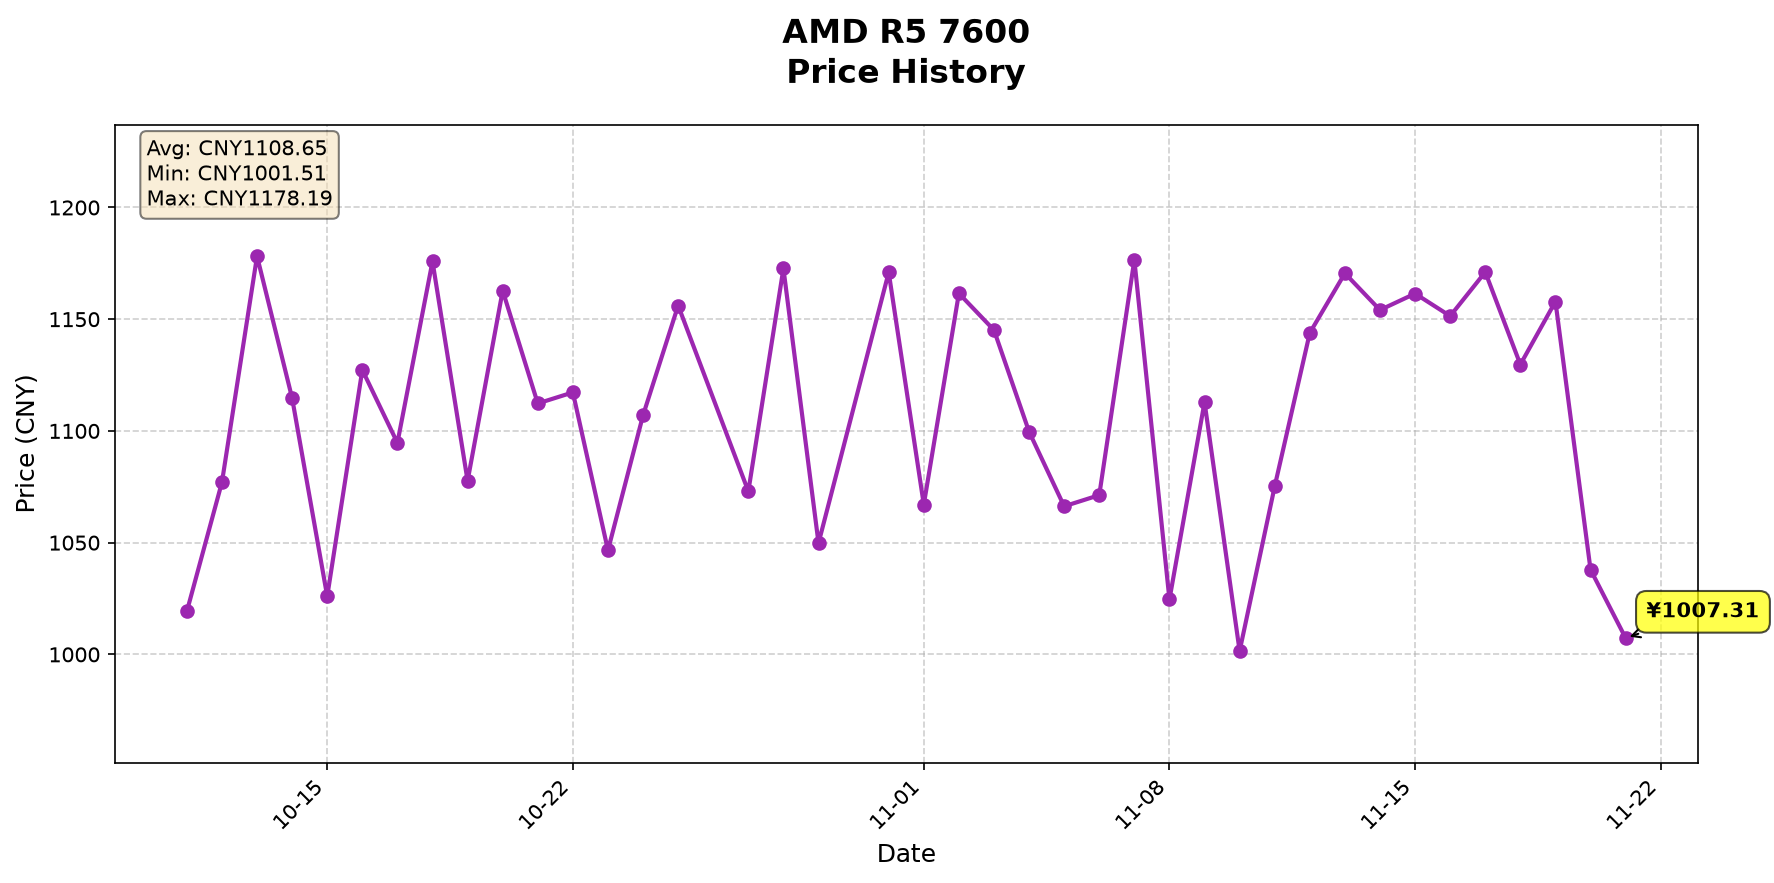 AMD R5 7600
Price History
Avg: CNY1108.65
Min: CNY1001.51
Max: CNY1178.19
Price (CNY)
1200
1150
1100
1050
1000
¥1007.31
10-15
10-22
11-01
11-08
11-15
11-22
Date